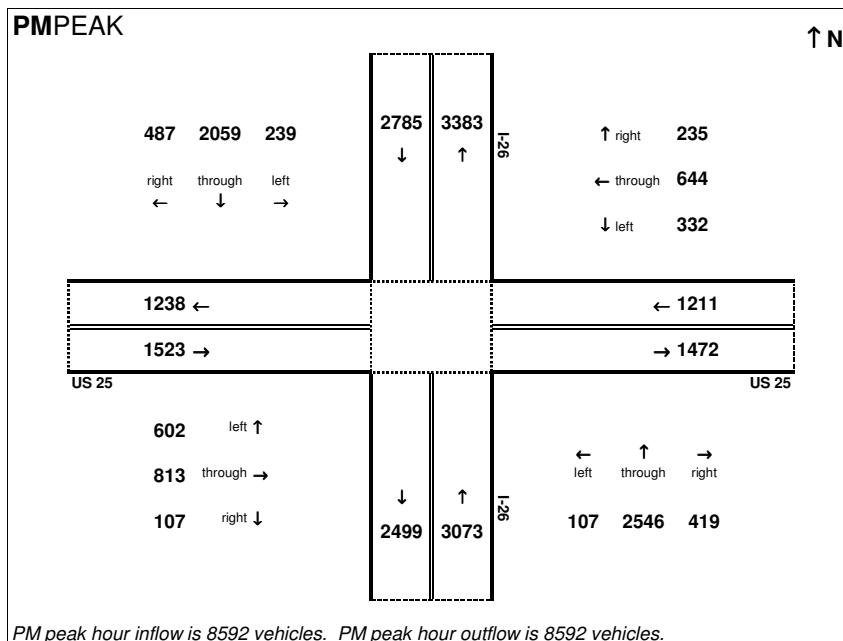 PMPEAK
↑ N
487 2059 239
right through left
← ↓ →
2785 3383
↓ ↑
I-26
↑ right 235
← through 644
↓ left 332
1238 ←
1523 →
← 1211
→ 1472
US 25
US 25
602 left ↑
813 through →
107 right ↓
↓ ↑
2499 3073
I-26
← ↑ →
left through right
107 2546 419
PM peak hour inflow is 8592 vehicles. PM peak hour outflow is 8592 vehicles.